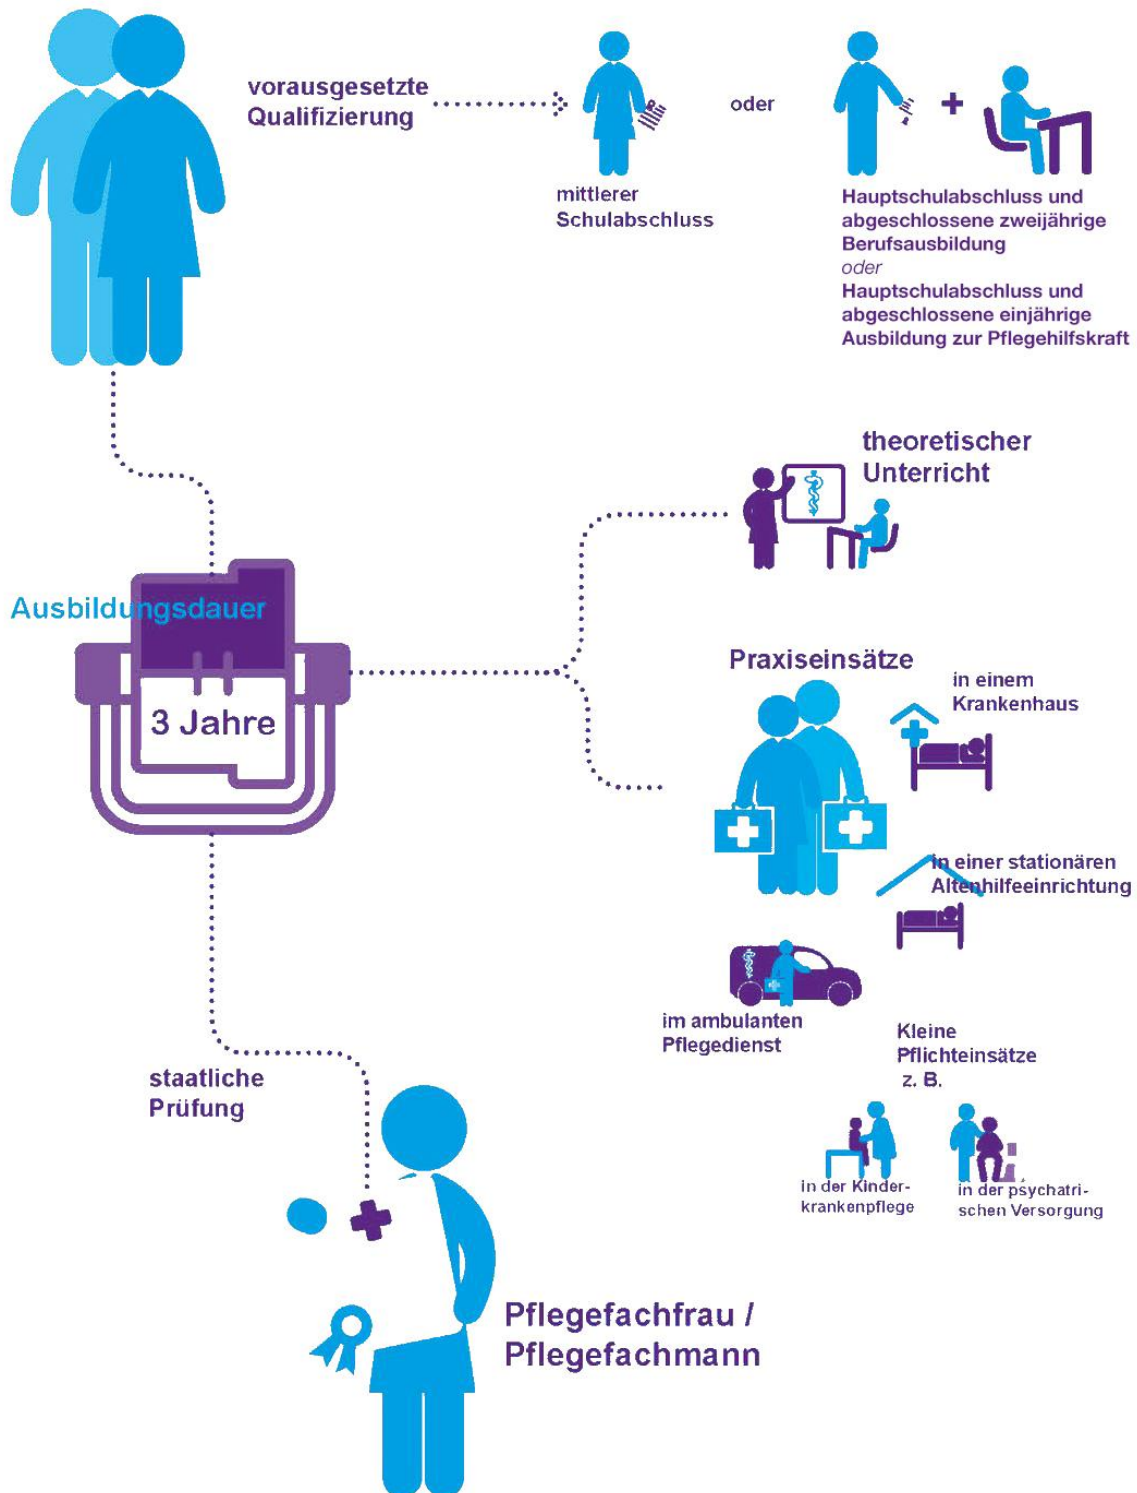 vorausgesetzte
Qualifizierung
mittlerer
Schulabschluss
oder
+
Hauptschulabschluss und
abgeschlossene zweijährige
Berufsausbildung
oder
Hauptschulabschluss und
abgeschlossene einjährige
Ausbildung zur Pflegehilfskraft
theoretischer
Unterricht
Ausbildungsdauer
3 Jahre
Praxiseinsätze
in einem
Krankenhaus
in einer stationären
Altenhilfeeinrichtung
im ambulanten
Pflegedienst
Kleine
Pflichteinsätze
z. B.
in der Kinder-
krankenpflege
in der psychatri-
schen Versorgung
staatliche
Prüfung
Pflegefachfrau /
Pflegefachmann